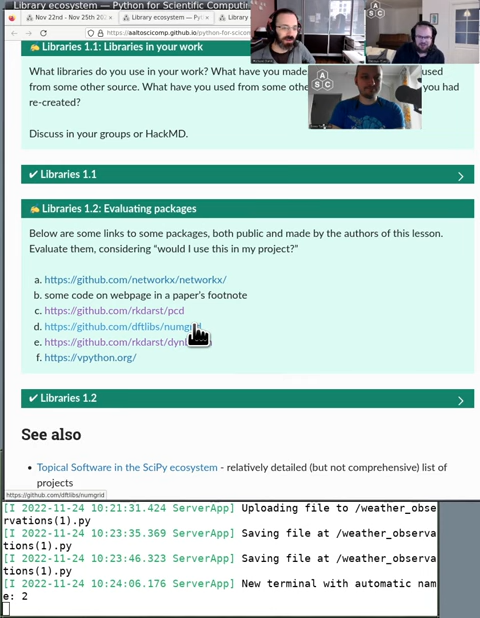 Library ecosystem — Python for Scientific Computing
Nov 22nd - Nov 25th 20
Library ecosystem — Pyth
Library
https://aaltoscicomp.github.io/python-for-scicom
Libraries 1.1: Libraries in your work
What libraries do you use in your work? What have you made
used
from some other source. What have you used from some othe
you had
re-created?
Discuss in your groups or HackMD.
✔ Libraries 1.1
Libraries 1.2: Evaluating packages
Below are some links to some packages, both public and made by the authors of this lesson.
Evaluate them, considering “would I use this in my project?”
a. https://github.com/networkx/networkx/
b. some code on webpage in a paper’s footnote
c. https://github.com/rkdarst/pcd
d. https://github.com/dftlibs/numgrid
e. https://github.com/rkdarst/dyn
f. https://vpython.org/
✔ Libraries 1.2
See also
• Topical Software in the SciPy ecosystem - relatively detailed (but not comprehensive) list of
projects
https://github.com/dftlibs/numgrid
[I 2022-11-24 10:21:31.424 ServerApp] Uploading file to /weather_obse
rvations(1).py
[I 2022-11-24 10:23:35.369 ServerApp] Saving file at /weather_observa
tions(1).py
[I 2022-11-24 10:23:46.323 ServerApp] Saving file at /weather_observa
tions(1).py
[I 2022-11-24 10:24:06.176 ServerApp] New terminal with automatic nam
e: 2